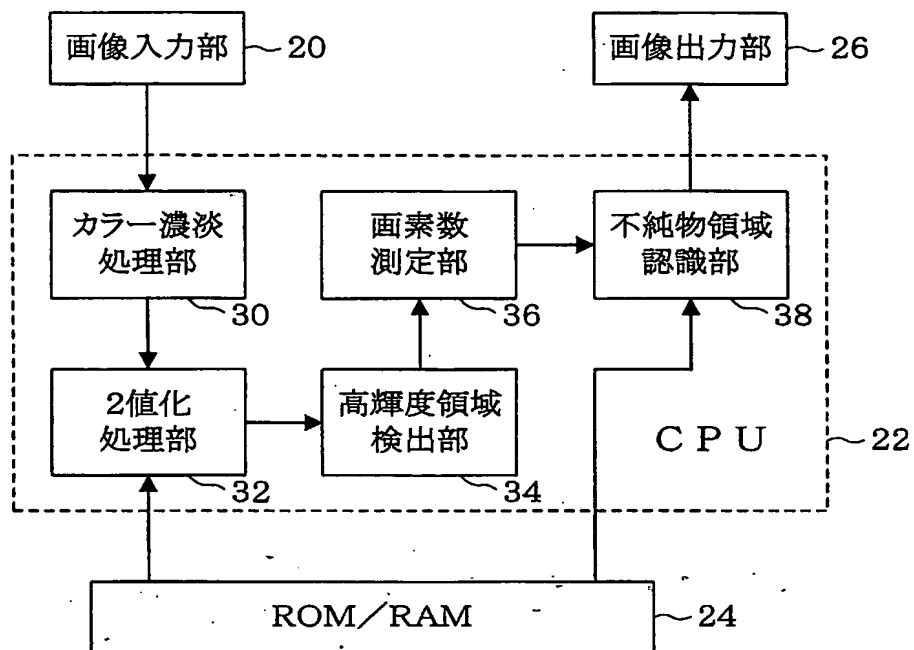 画像入力部
20
画像出力部
26
カラー濃淡
処理部
30
画素数
測定部
36
不純物領域
認識部
38
2値化
処理部
32
高輝度領域
検出部
34
CPU
22
ROM/RAM
24